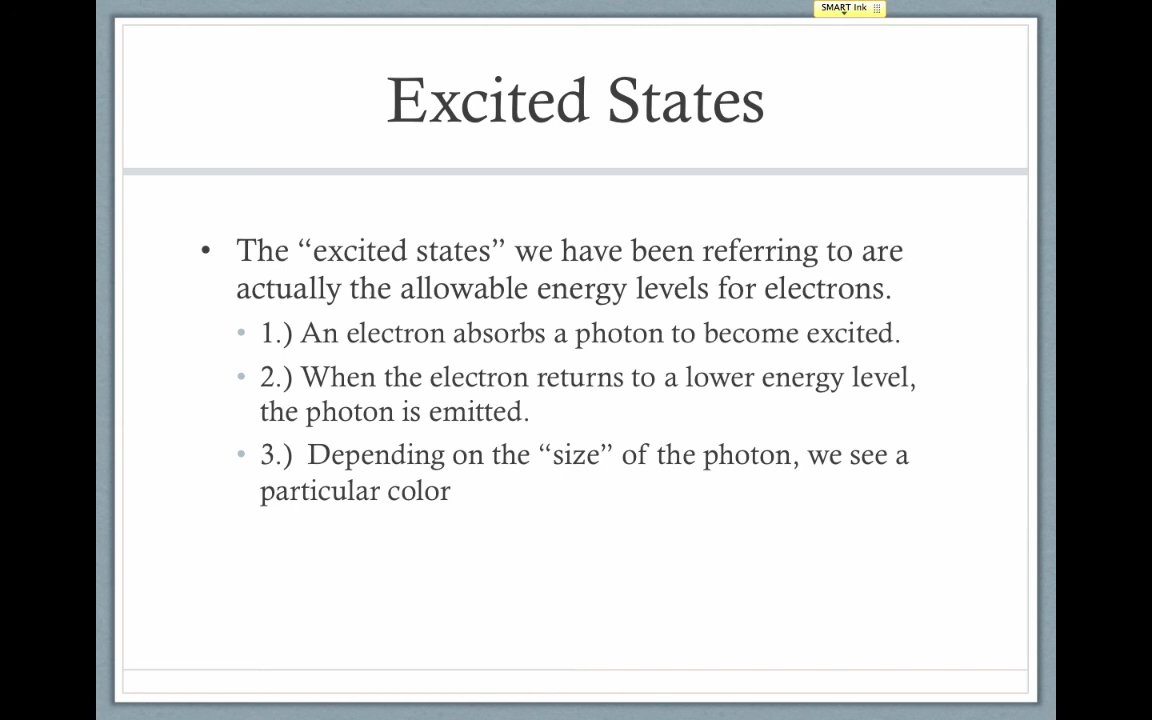 SMART Ink
Excited States
• The “excited states” we have been referring to are
actually the allowable energy levels for electrons.
• 1.) An electron absorbs a photon to become excited.
• 2.) When the electron returns to a lower energy level,
the photon is emitted.
• 3.)  Depending on the “size” of the photon, we see a
particular color